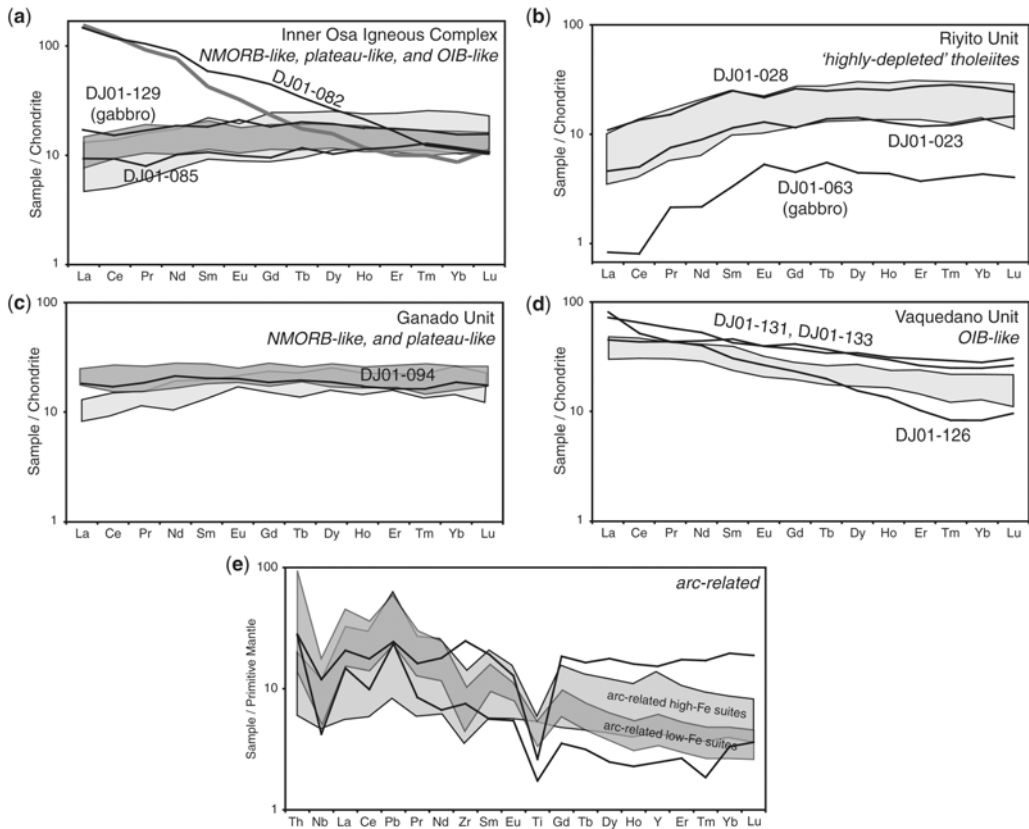 (a)
Inner Osa Igneous Complex
NMORB-like, plateau-like, and OIB-like
100
10
1
Sample / Chondrite
DJ01-082
DJ01-129
(gabbro)
DJ01-085
La Ce Pr Nd Sm Eu Gd Tb Dy Ho Er Tm Yb Lu
(b)
Riyito Unit
'highly-depleted' tholeiites
100
10
1
Sample / Chondrite
DJ01-028
DJ01-023
DJ01-063
(gabbro)
La Ce Pr Nd Sm Eu Gd Tb Dy Ho Er Tm Yb Lu
(c)
Ganado Unit
NMORB-like, and plateau-like
100
10
1
Sample / Chondrite
DJ01-094
La Ce Pr Nd Sm Eu Gd Tb Dy Ho Er Tm Yb Lu
(d)
Vaquedano Unit
OIB-like
100
10
1
Sample / Chondrite
DJ01-131, DJ01-133
DJ01-126
La Ce Pr Nd Sm Eu Gd Tb Dy Ho Er Tm Yb Lu
(e)
arc-related
100
10
1
Sample / Primitive Mantle
arc-related high-Fe suites
arc-related low-Fe suites
Th Nb La Ce Pb Pr Nd Zr Sm Eu Ti Gd Tb Dy Ho Y Er Tm Yb Lu